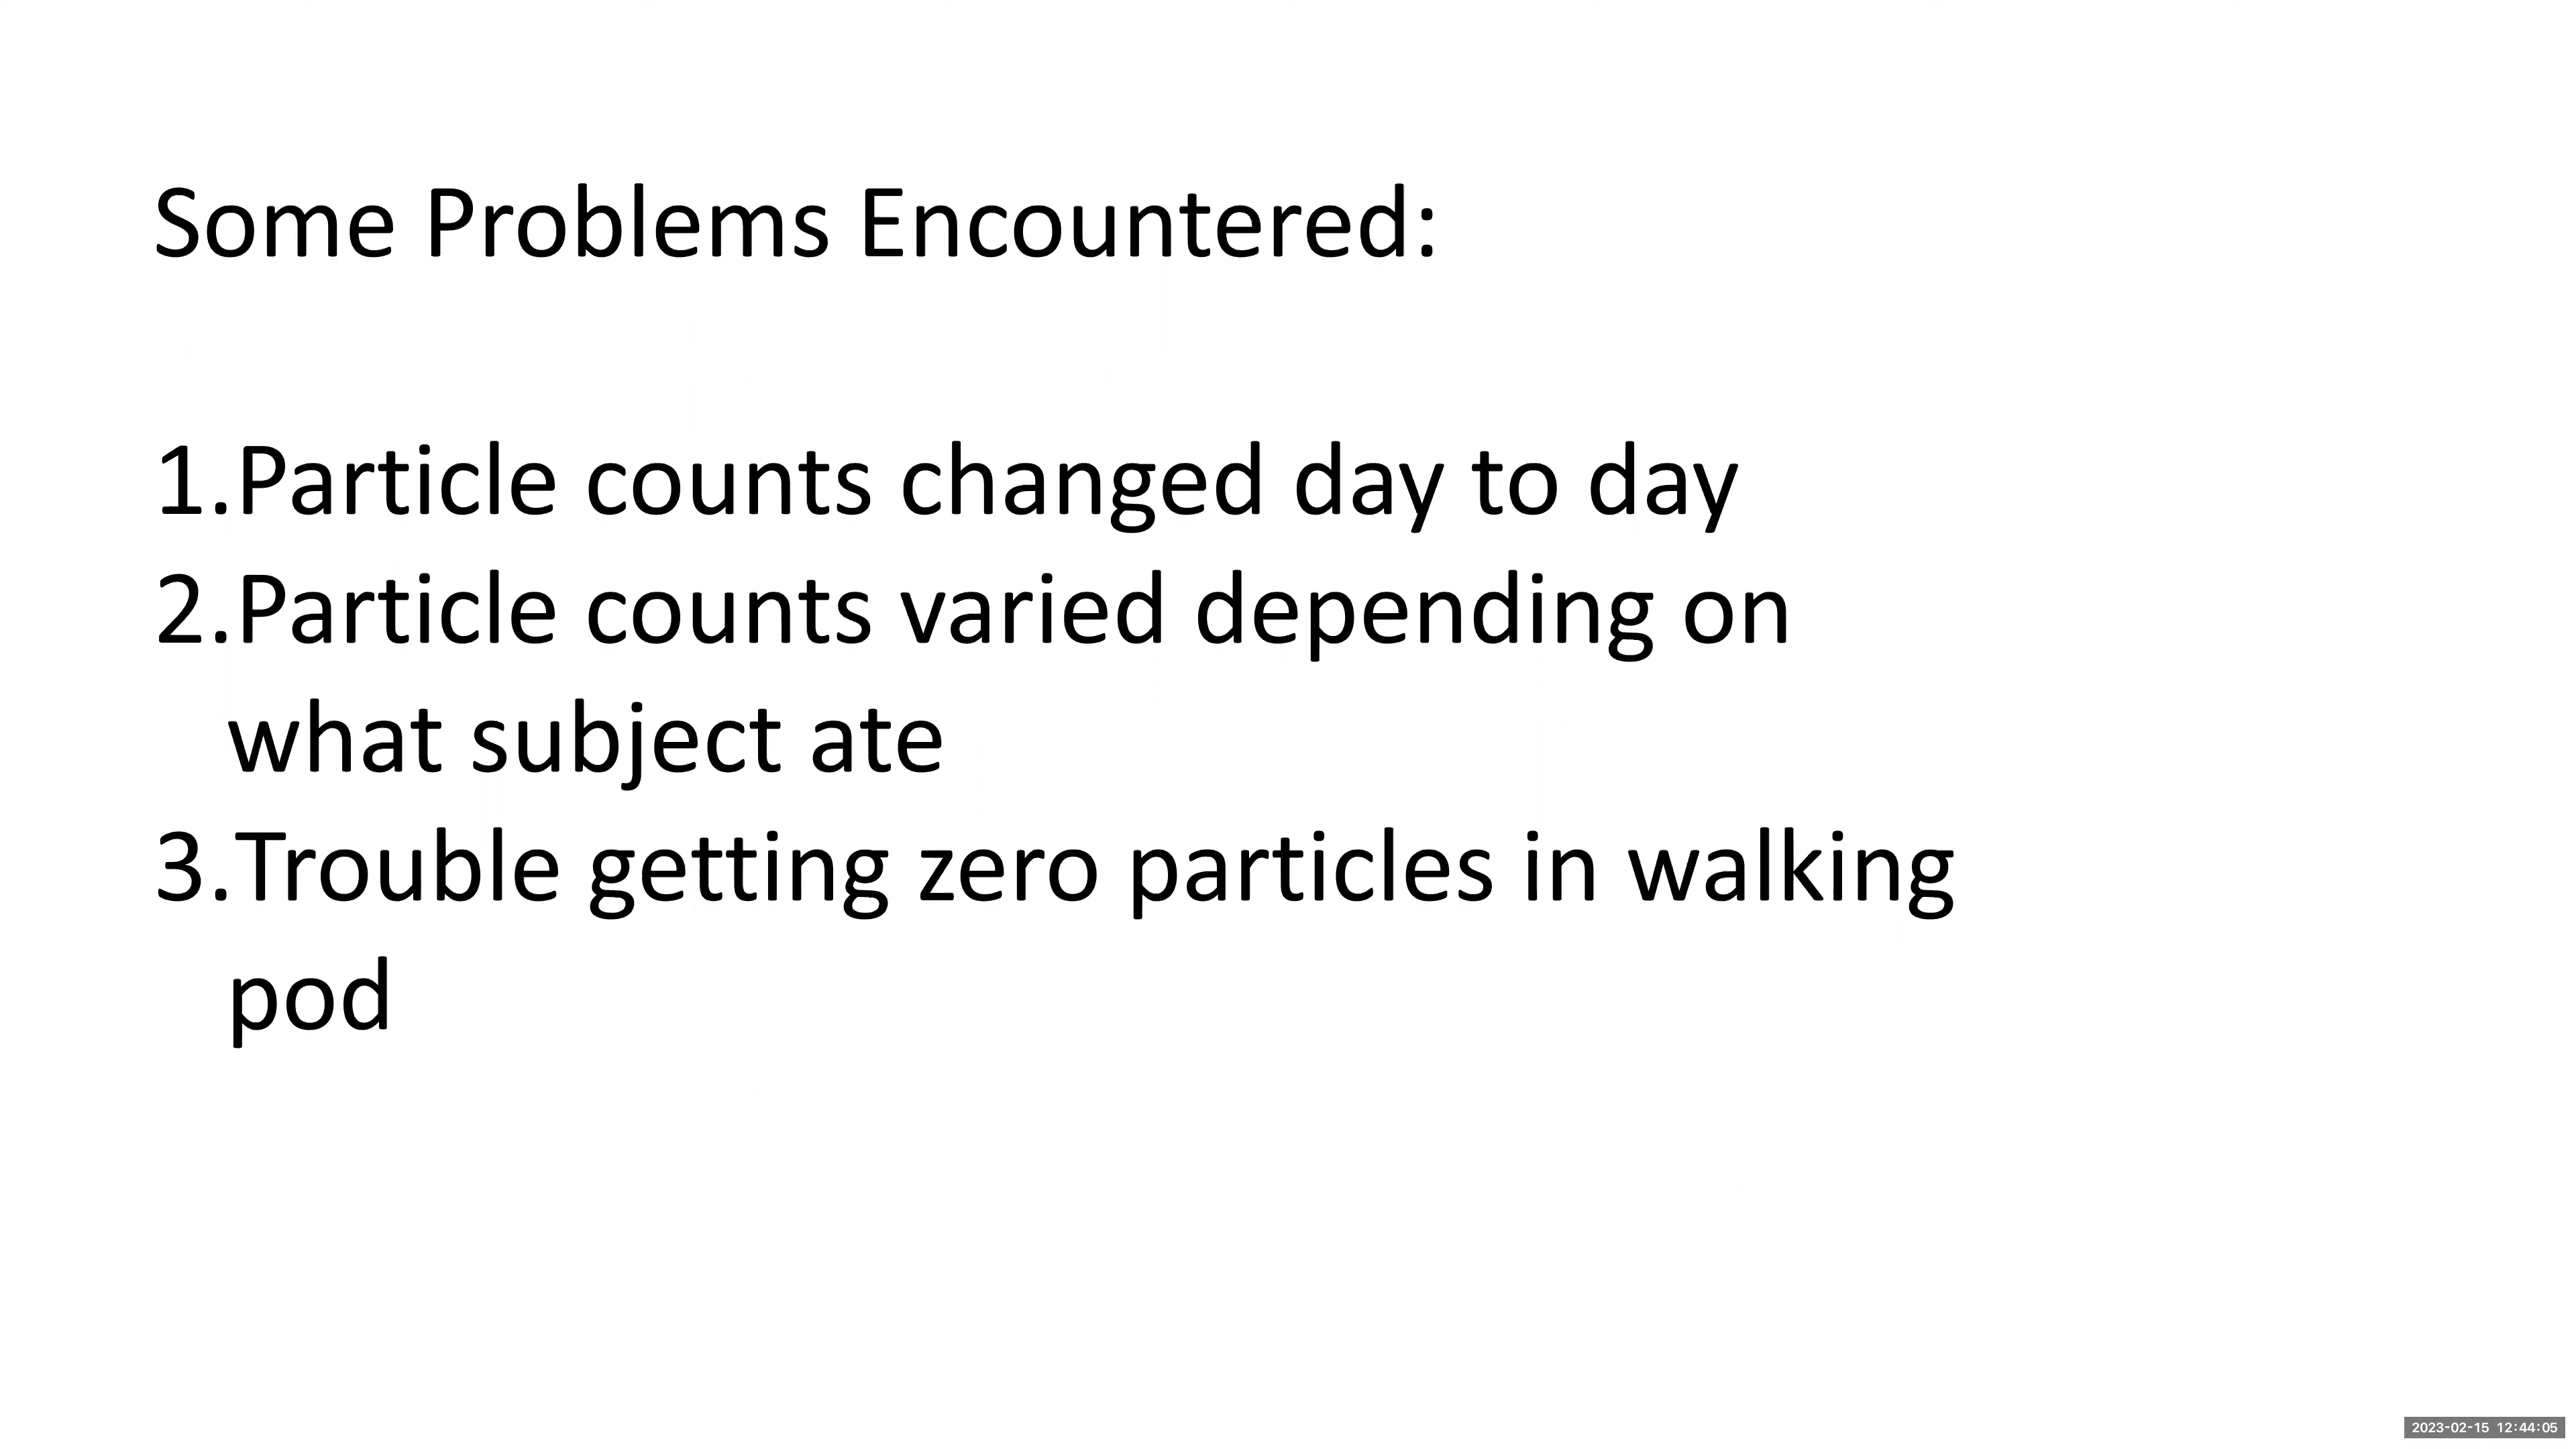 Some Problems Encountered:
1.Particle counts changed day to day
2.Particle counts varied depending on
what subject ate
3.Trouble getting zero particles in walking
pod
2023-02-15 12:44:05